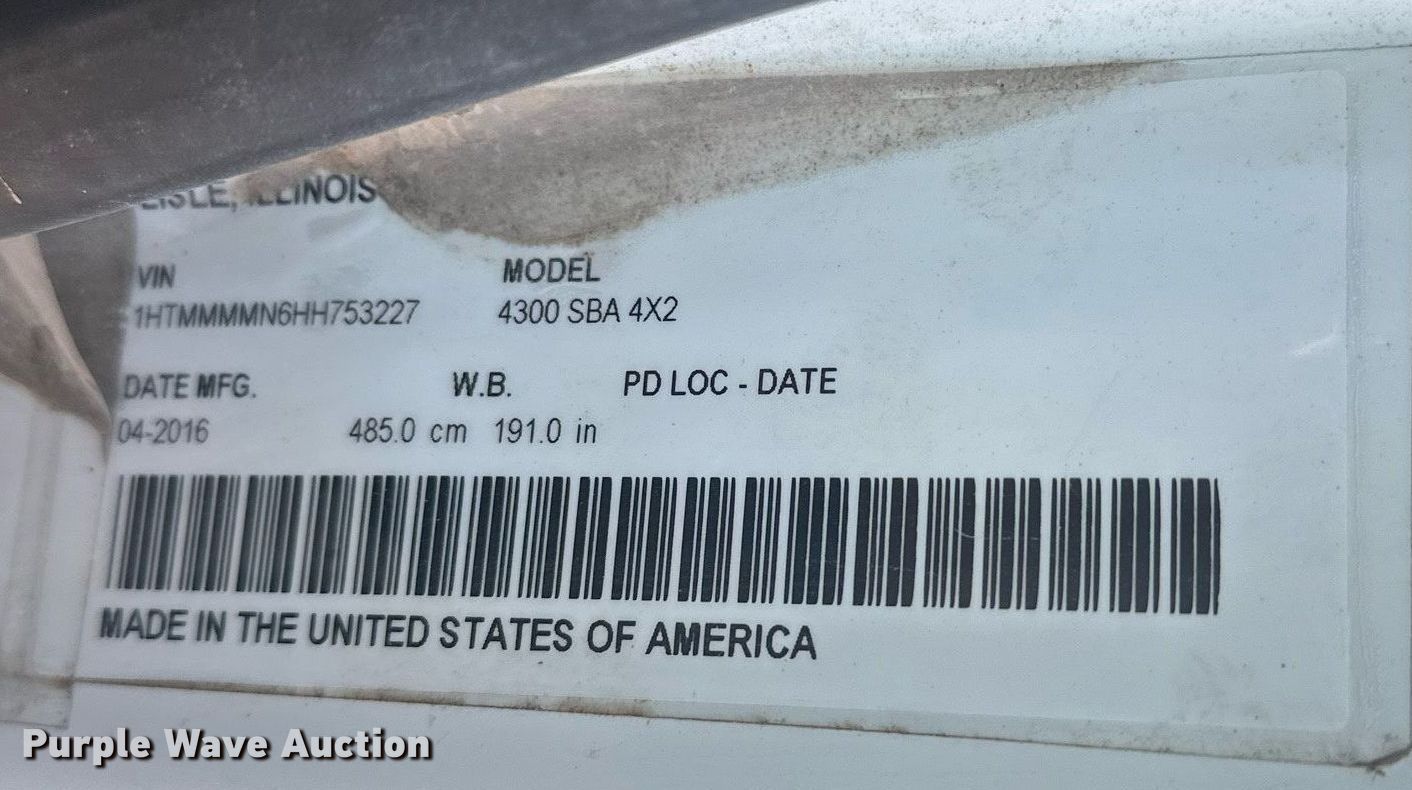 LISLE, ILLINOIS
VIN MODEL
1HTMMMMN6HH753227 4300 SBA 4X2
DATE MFG. W.B. PD LOC - DATE
04-2016 485.0 cm 191.0 in
MADE IN THE UNITED STATES OF AMERICA
Purple Wave Auction